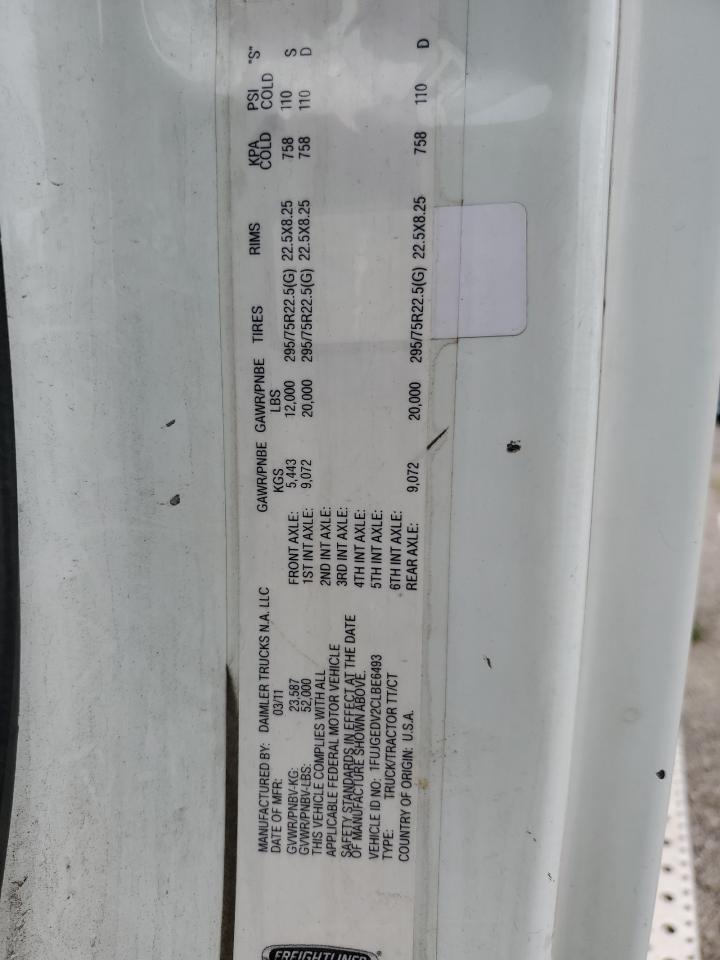 FREIGHTLINER
MANUFACTURED BY: DAIMLER TRUCKS N.A. LLC
DATE OF MFR: 03/11
GVWR/PNBV-KG: 23,587
GVWR/PNBV-LBS: 52,000
THIS VEHICLE COMPLIES WITH ALL
APPLICABLE FEDERAL MOTOR VEHICLE
SAFETY STANDARDS IN EFFECT AT THE DATE
OF MANUFACTURE SHOWN ABOVE.
VEHICLE ID NO: 1FUJGEDV2CLBE6493
TYPE: TRUCK/TRACTOR TT/CT
COUNTRY OF ORIGIN: U.S.A.
GAWR/PNBE GAWR/PNBE TIRES RIMS KPA PSI "S"
KGS LBS COLD COLD
FRONT AXLE: 5,443 12,000 295/75R22.5(G) 22.5X8.25 758 110 S
1ST INT AXLE: 9,072 20,000 295/75R22.5(G) 22.5X8.25 758 110 D
2ND INT AXLE:
3RD INT AXLE:
4TH INT AXLE:
5TH INT AXLE:
6TH INT AXLE:
REAR AXLE: 9,072 20,000 295/75R22.5(G) 22.5X8.25 758 110 D